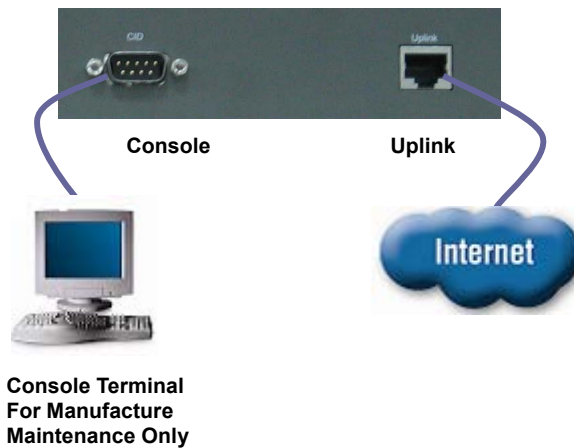 CID
Uplink
Console
Uplink
Internet
Console Terminal
For Manufacture
Maintenance Only